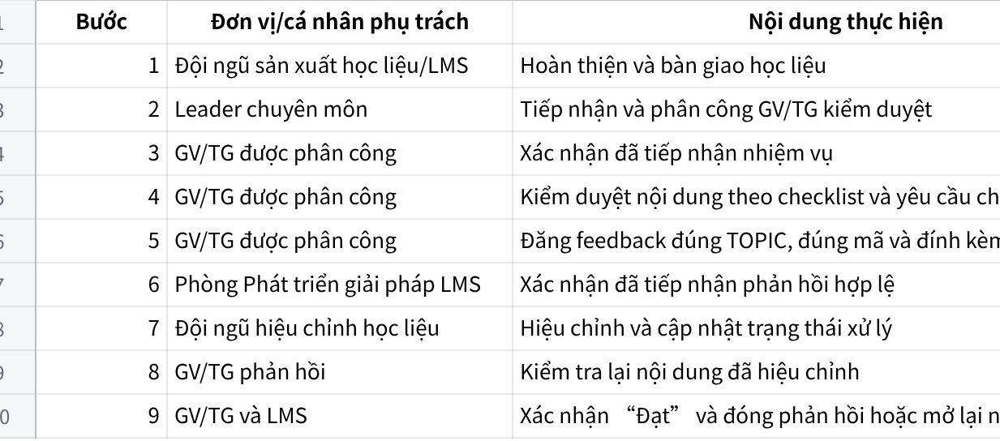 Bước Đơn vị/cá nhân phụ trách Nội dung thực hiện
2 1 Đội ngũ sản xuất học liệu/LMS Hoàn thiện và bàn giao học liệu
3 2 Leader chuyên môn Tiếp nhận và phân công GV/TG kiểm duyệt
4 3 GV/TG được phân công Xác nhận đã tiếp nhận nhiệm vụ
5 4 GV/TG được phân công Kiểm duyệt nội dung theo checklist và yêu cầu ch
6 5 GV/TG được phân công Đăng feedback đúng TOPIC, đúng mã và đính kèm
7 6 Phòng Phát triển giải pháp LMS Xác nhận đã tiếp nhận phản hồi hợp lệ
8 7 Đội ngũ hiệu chỉnh học liệu Hiệu chỉnh và cập nhật trạng thái xử lý
9 8 GV/TG phản hồi Kiểm tra lại nội dung đã hiệu chỉnh
0 9 GV/TG và LMS Xác nhận “Đạt” và đóng phản hồi hoặc mở lại n